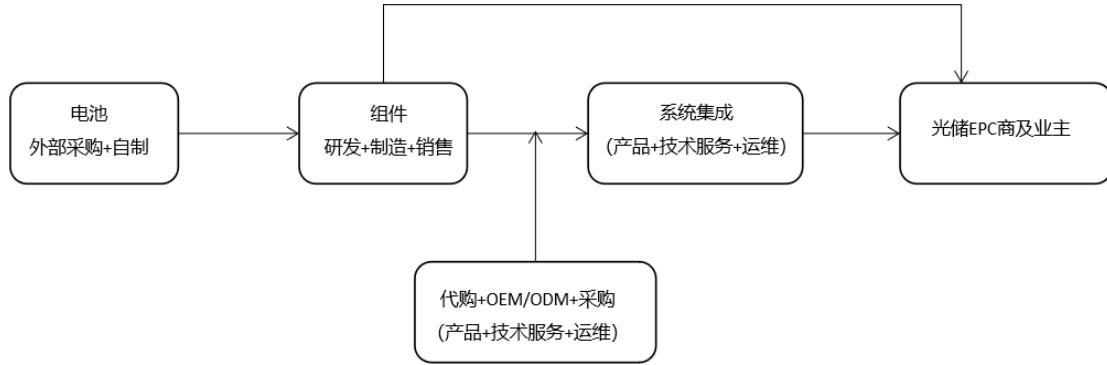 电池
外部采购+自制
组件
研发+制造+销售
系统集成
(产品+技术服务+运维)
光储EPC商及业主
代购+OEM/ODM+采购
(产品+技术服务+运维)